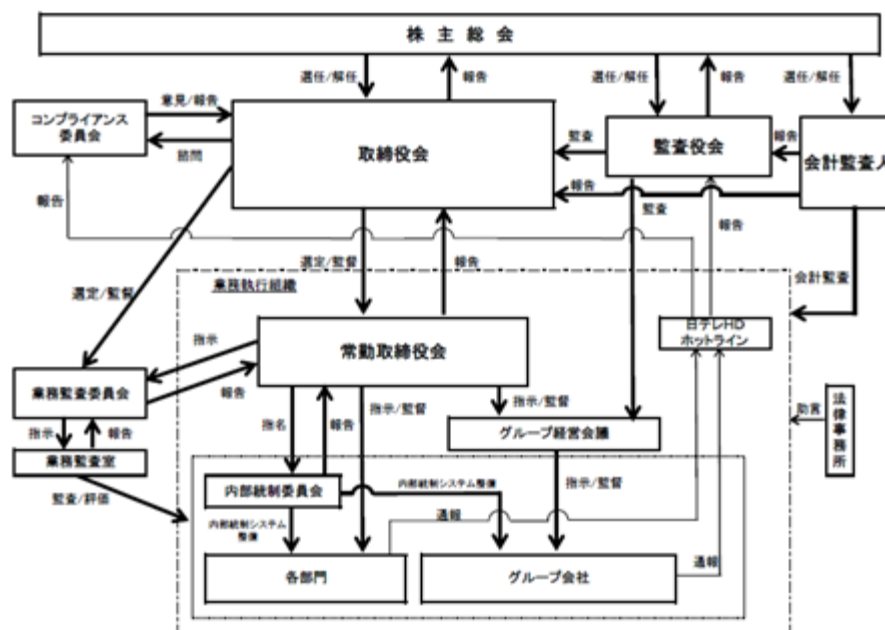 株 主 総 会
選任/解任
報告
選任/解任
報告
選任/解任
コンプライアンス
委員会
意見/報告
諮問
取締役会
監査
監査役会
報告
会計監査人
報告
報告
監査
報告
選定/監督
報告
会計監査
選定/監督
業務執行組織
指示
常勤取締役会
日テレHD
ホットライン
業務監査委員会
報告
指名
報告
指示/監督
指示/監督
グループ経営会議
助言
法律事務所
指示
報告
業務監査室
監査/評価
内部統制委員会
内部統制システム整備
指示/監督
内部統制システム
整備
通報
各部門
グループ会社
通報